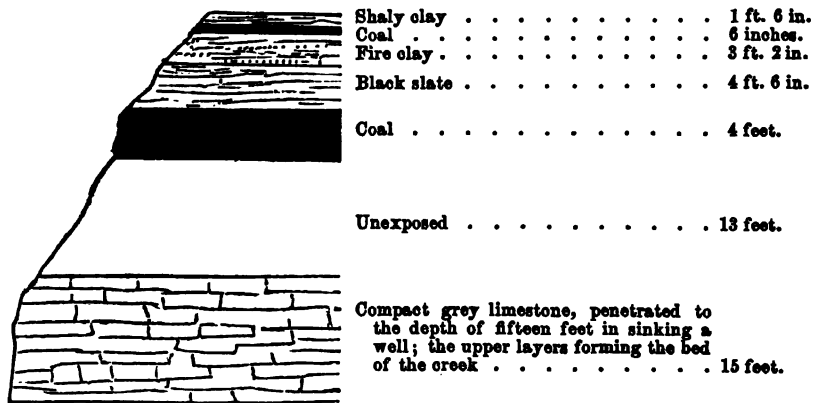 Shaly clay . . . . . . . . . . . 1 ft. 6 in.
Coal . . . . . . . . . . . . 6 inches.
Fire clay . . . . . . . . . . . 3 ft. 2 in.
Black slate . . . . . . . . . . . 4 ft. 6 in.
Coal . . . . . . . . . . . . 4 feet.
Unexposed . . . . . . . . . . 13 feet.
Compact grey limestone, penetrated to
the depth of fifteen feet in sinking a
well; the upper layers forming the bed
of the creek . . . . . . . . . 15 feet.